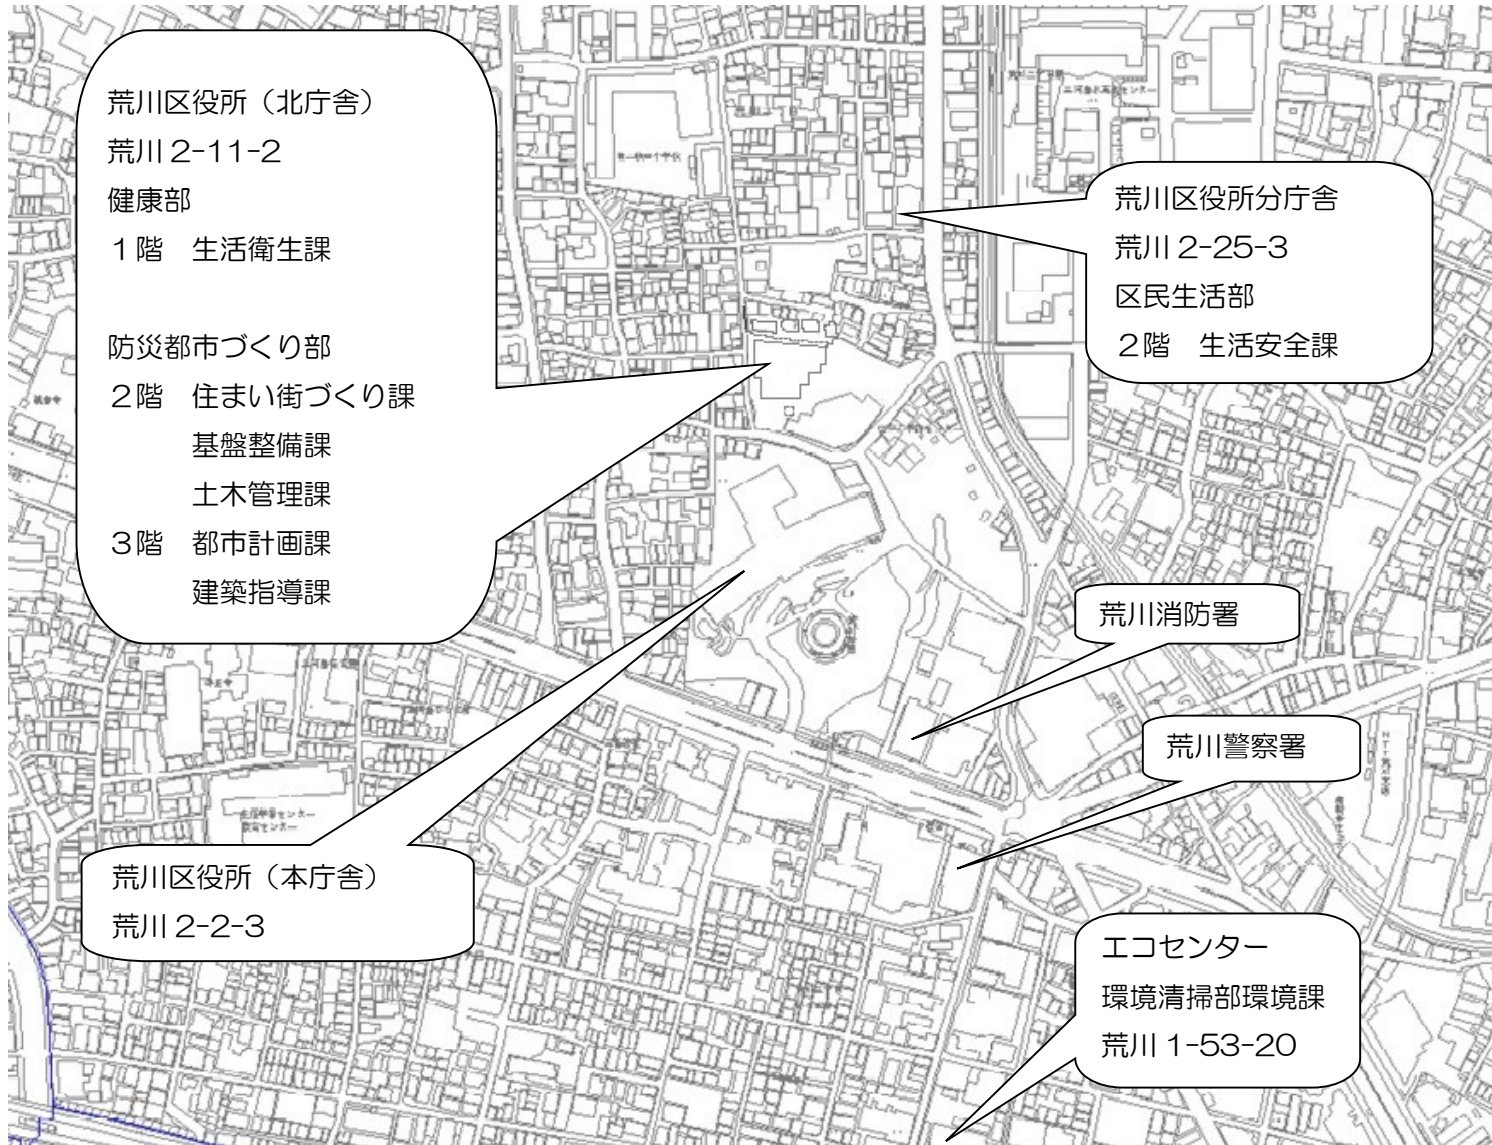 荒川区役所（北庁舎）
荒川 2-11-2
健康部
１階　生活衛生課
防災都市づくり部
２階　住まい街づくり課
基盤整備課
土木管理課
３階　都市計画課
建築指導課
荒川区役所分庁舎
荒川 2-25-3
区民生活部
２階　生活安全課
荒川消防署
荒川警察署
荒川区役所（本庁舎）
荒川 2-2-3
エコセンター
環境清掃部環境課
荒川 1-53-20